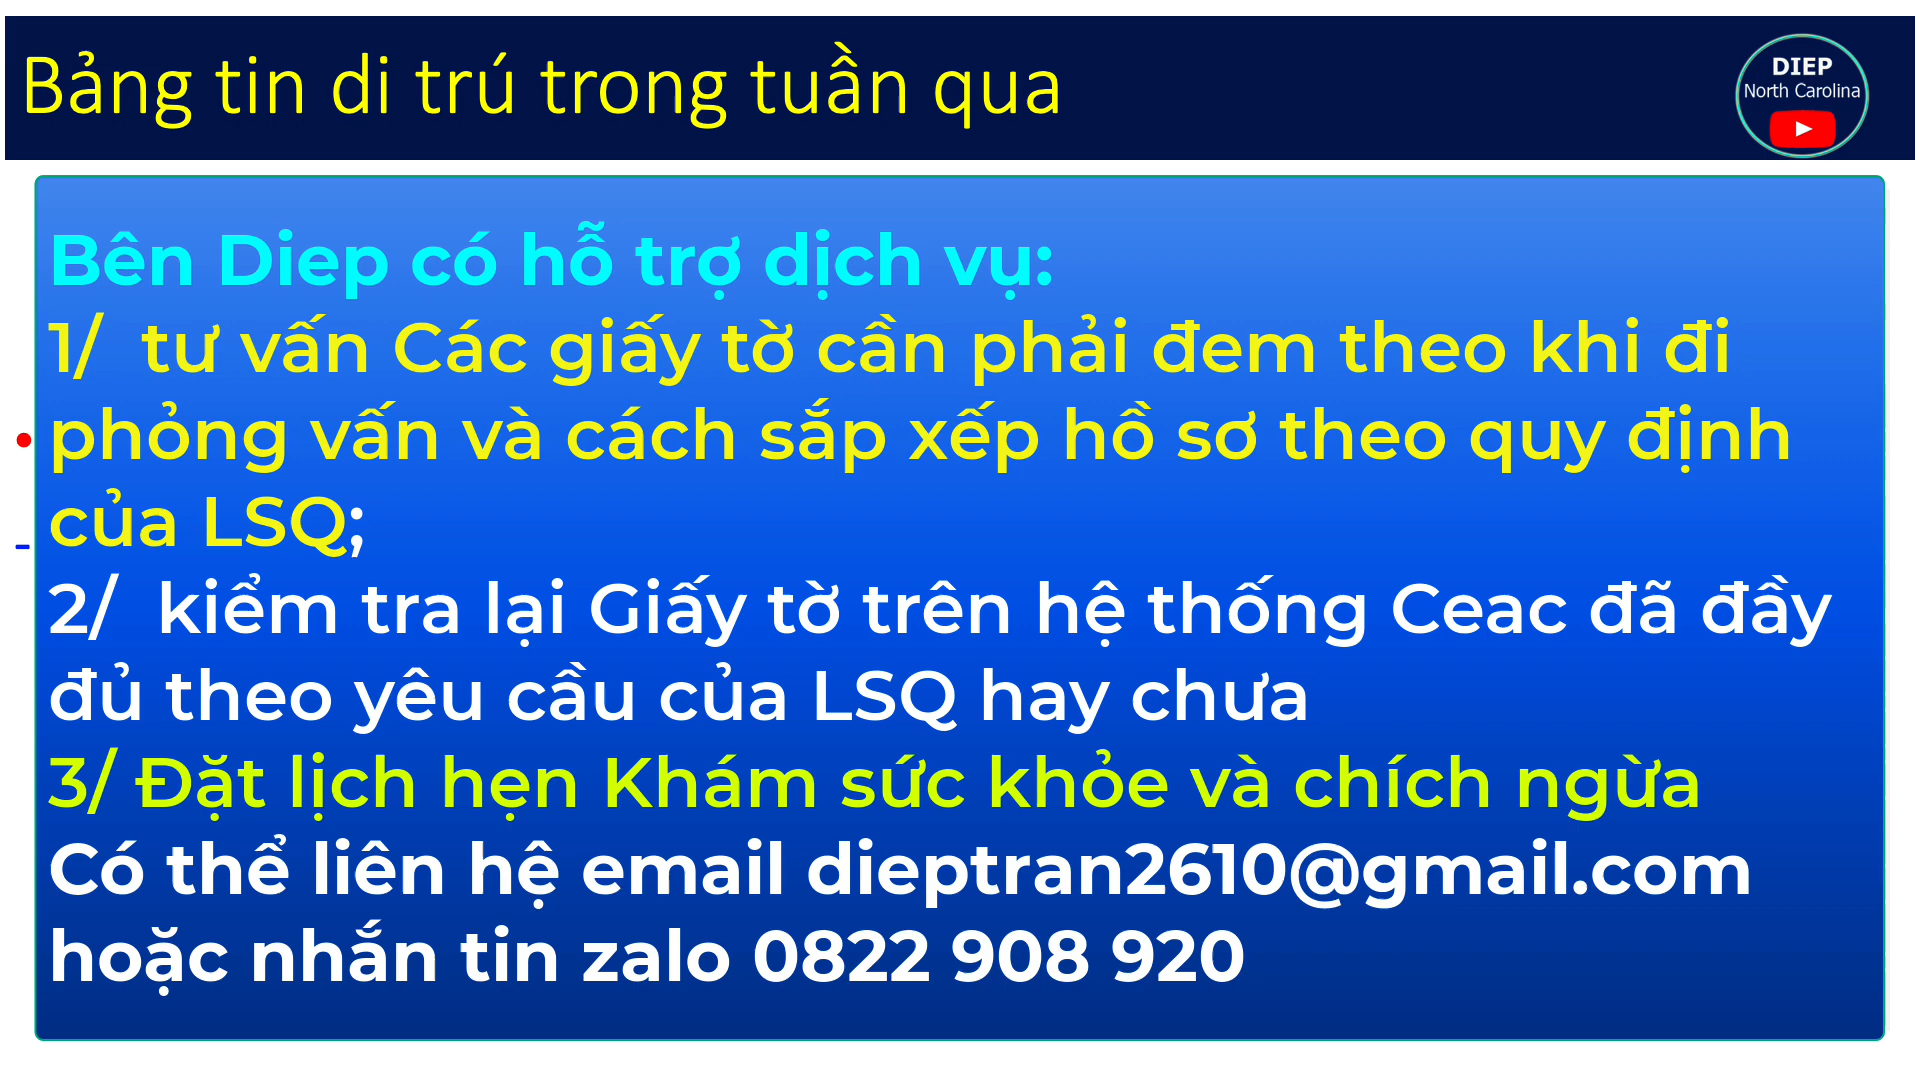 Bảng tin di trú trong tuần qua
DIEP
North Carolina
Bên Diep có hỗ trợ dịch vụ:
1/ tư vấn Các giấy tờ cần phải đem theo khi đi
phỏng vấn và cách sắp xếp hồ sơ theo quy định
của LSQ;
2/ kiểm tra lại Giấy tờ trên hệ thống Ceac đã đầy
đủ theo yêu cầu của LSQ hay chưa
3/ Đặt lịch hẹn Khám sức khỏe và chích ngừa
Có thể liên hệ email dieptran2610@gmail.com
hoặc nhắn tin zalo 0822 908 920